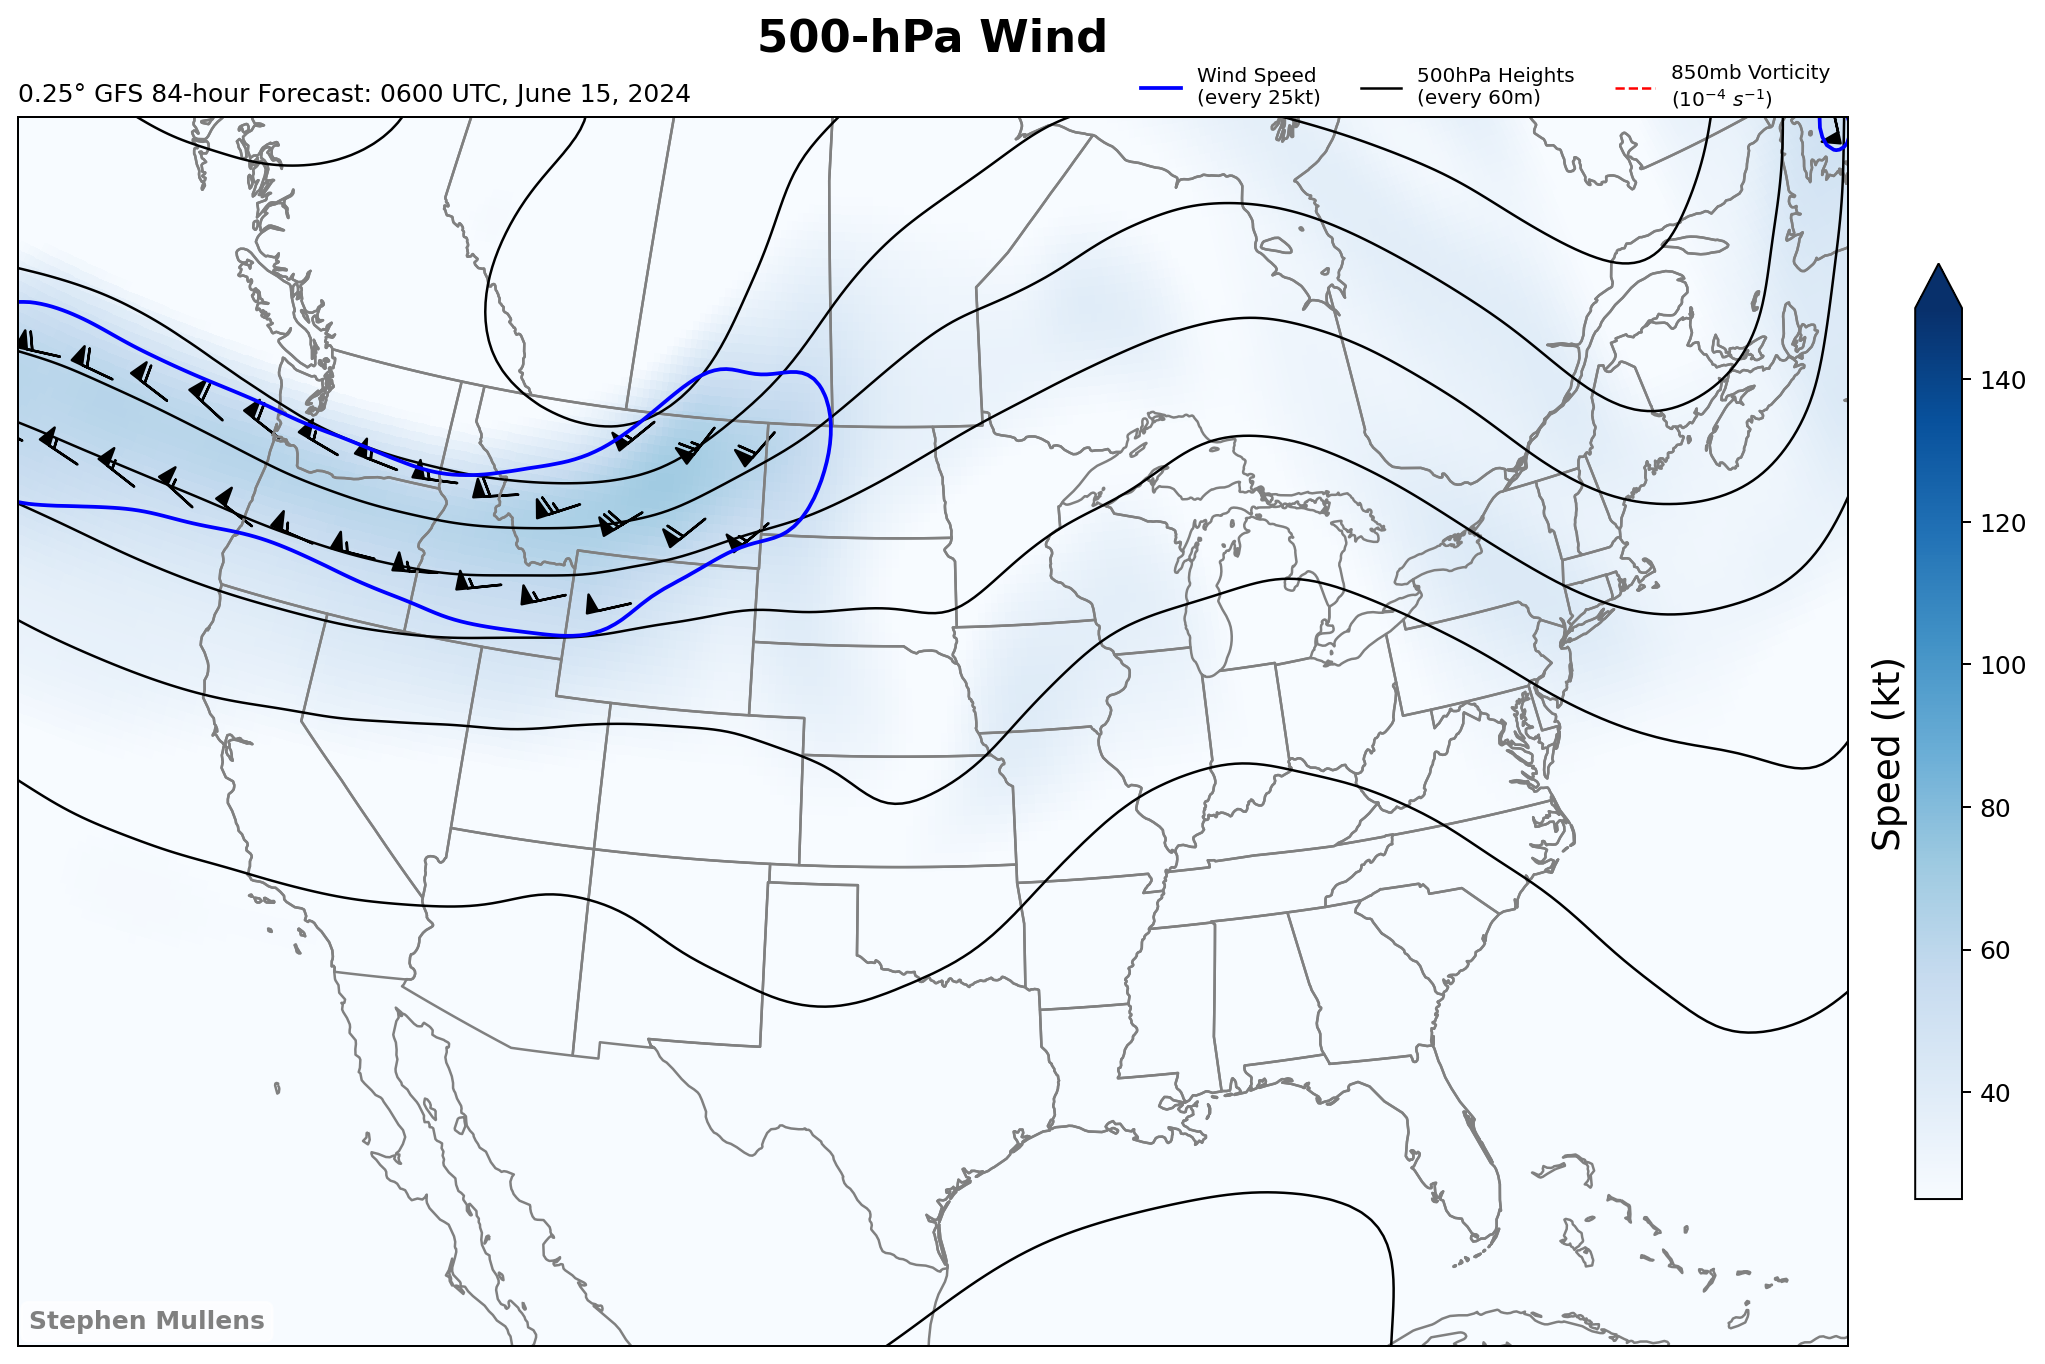 500-hPa Wind
0.25° GFS 84-hour Forecast: 0600 UTC, June 15, 2024
Wind Speed
(every 25kt)
500hPa Heights
(every 60m)
850mb Vorticity
(10⁻⁴ s⁻¹)
140
120
100
80
60
40
Speed (kt)
Stephen Mullens